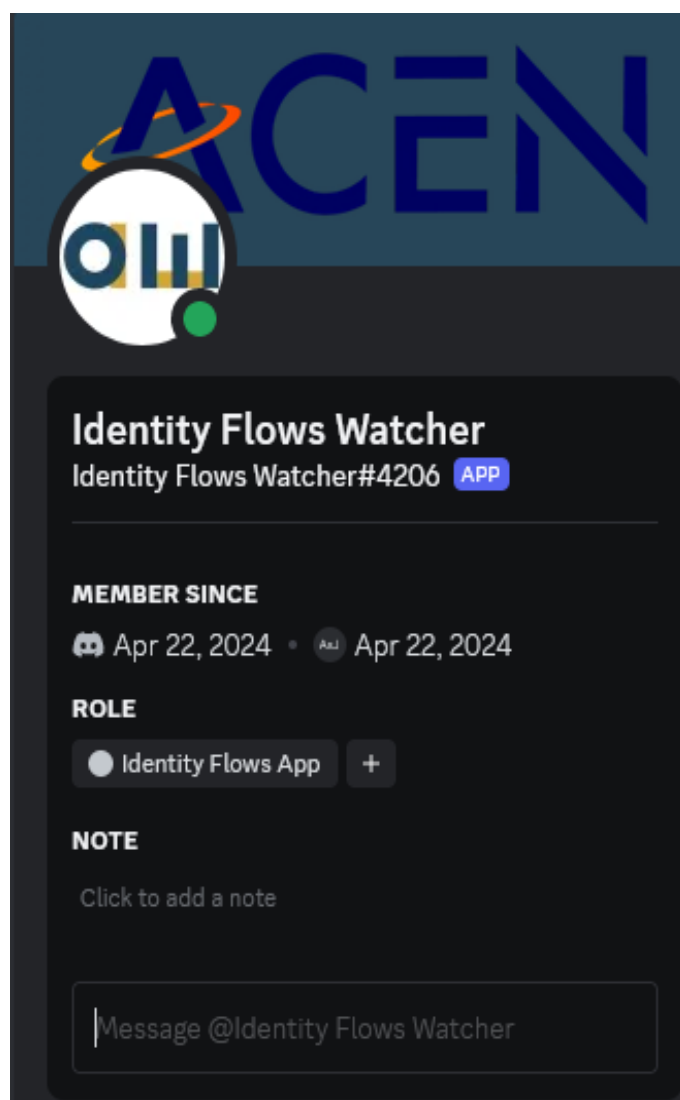 ACEN
Identity Flows Watcher
Identity Flows Watcher#4206 APP
MEMBER SINCE
Apr 22, 2024 • Apr 22, 2024
ROLE
Identity Flows App +
NOTE
Click to add a note
Message @Identity Flows Watcher